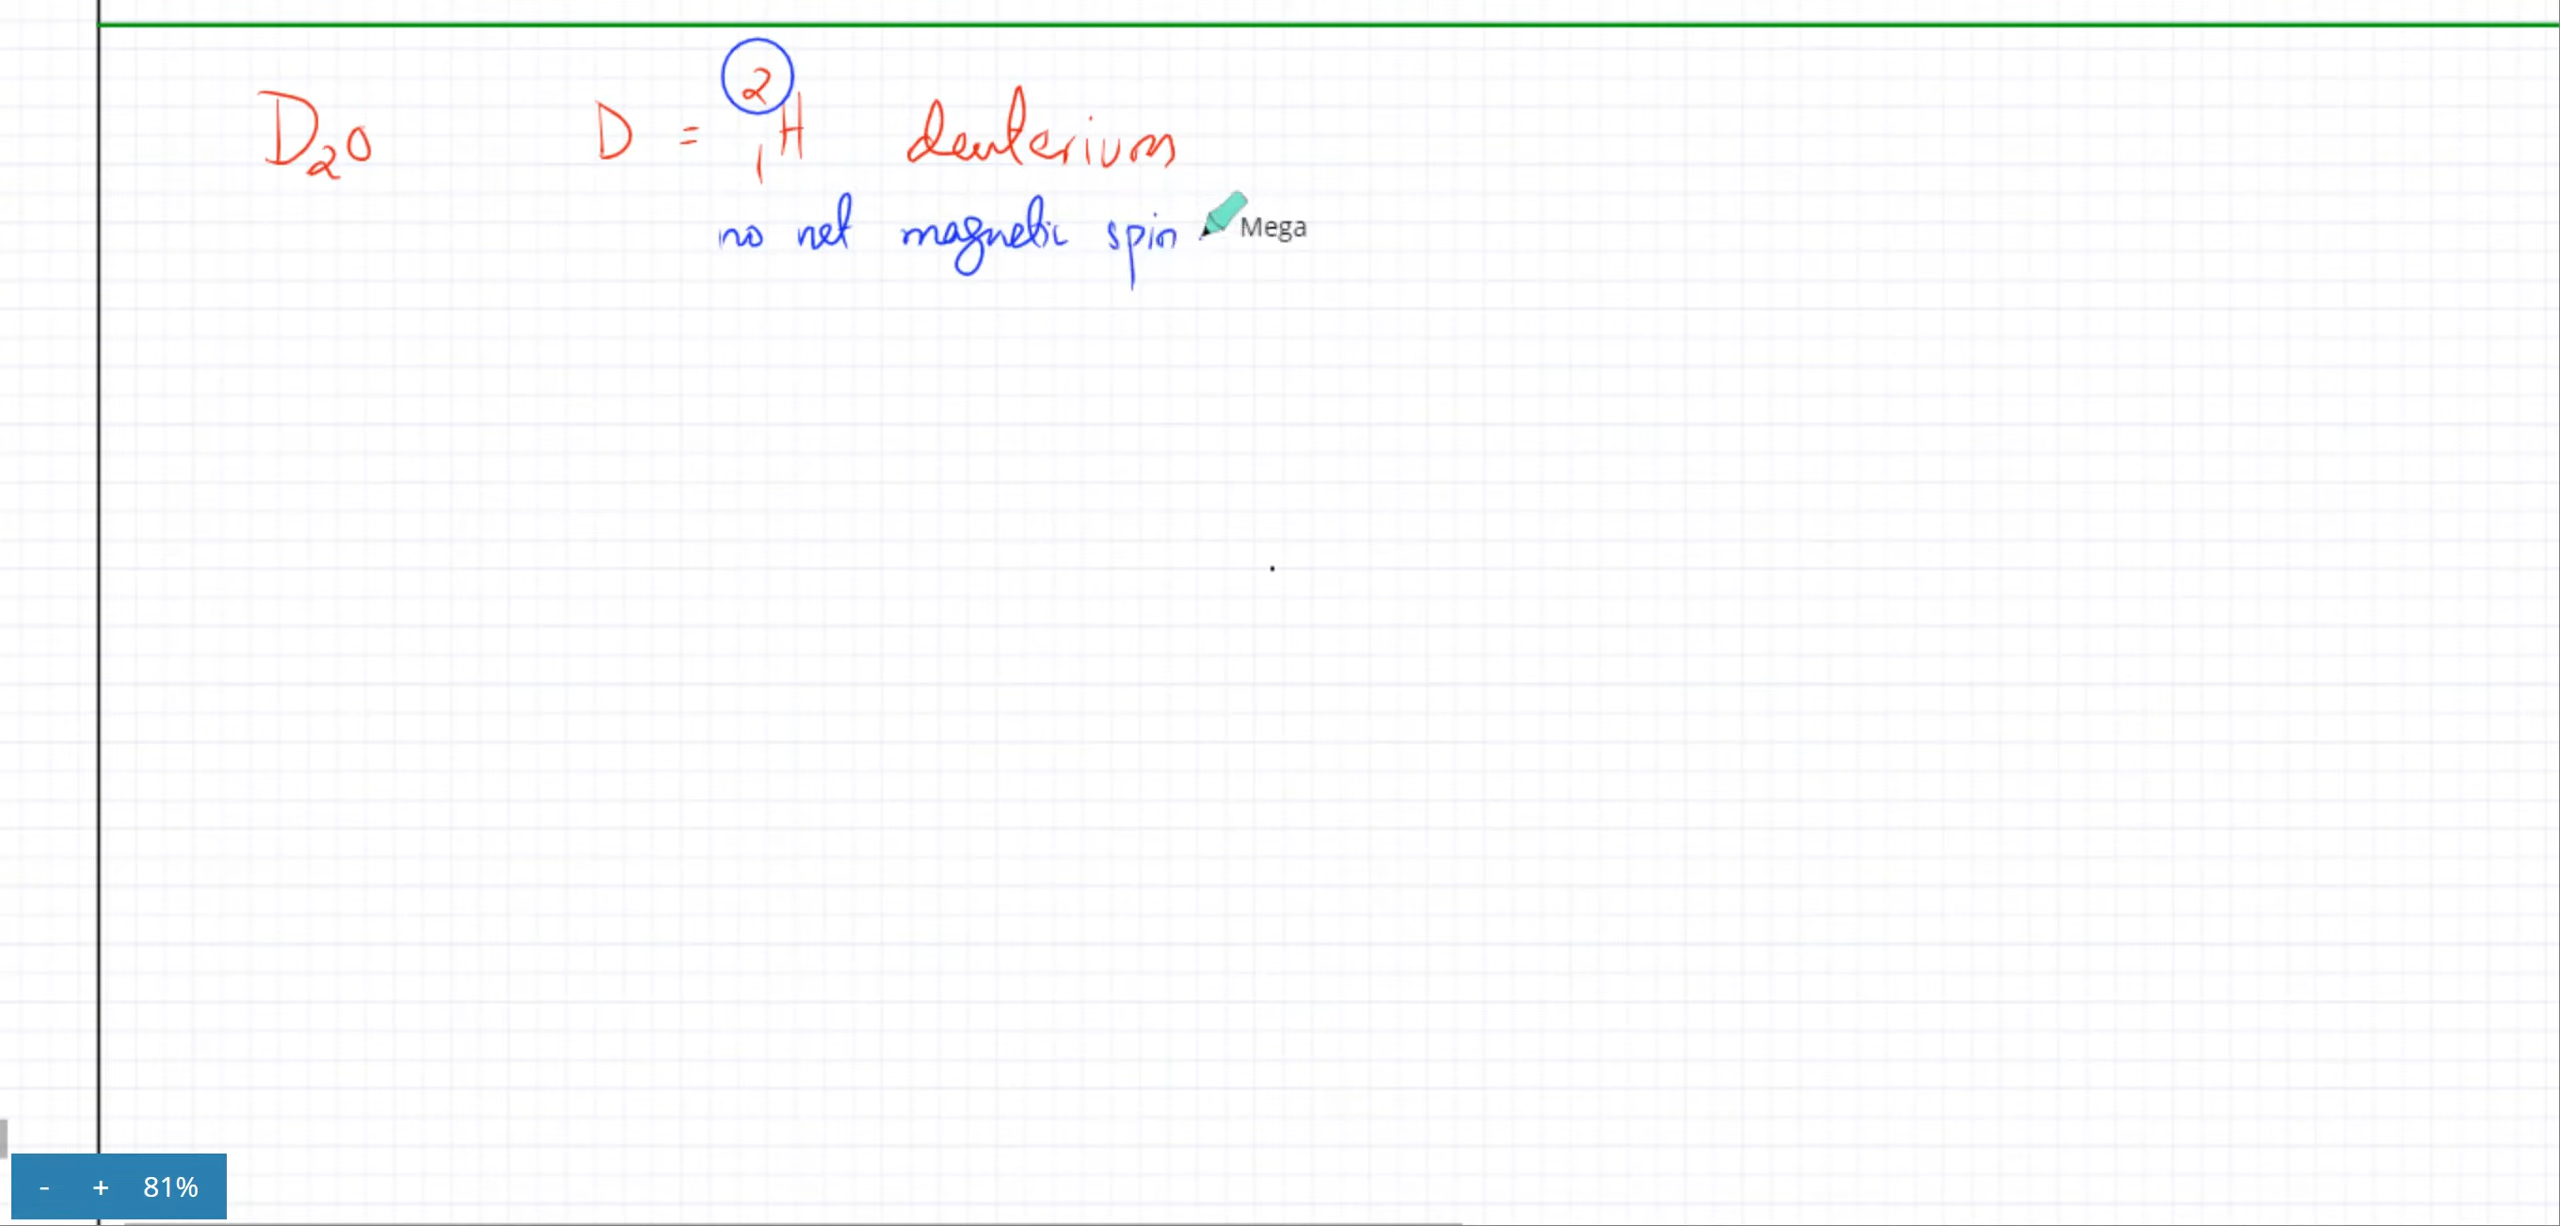 D₂O D = ²₁H deuterium
no net magnetic spin Mega
- + 81%